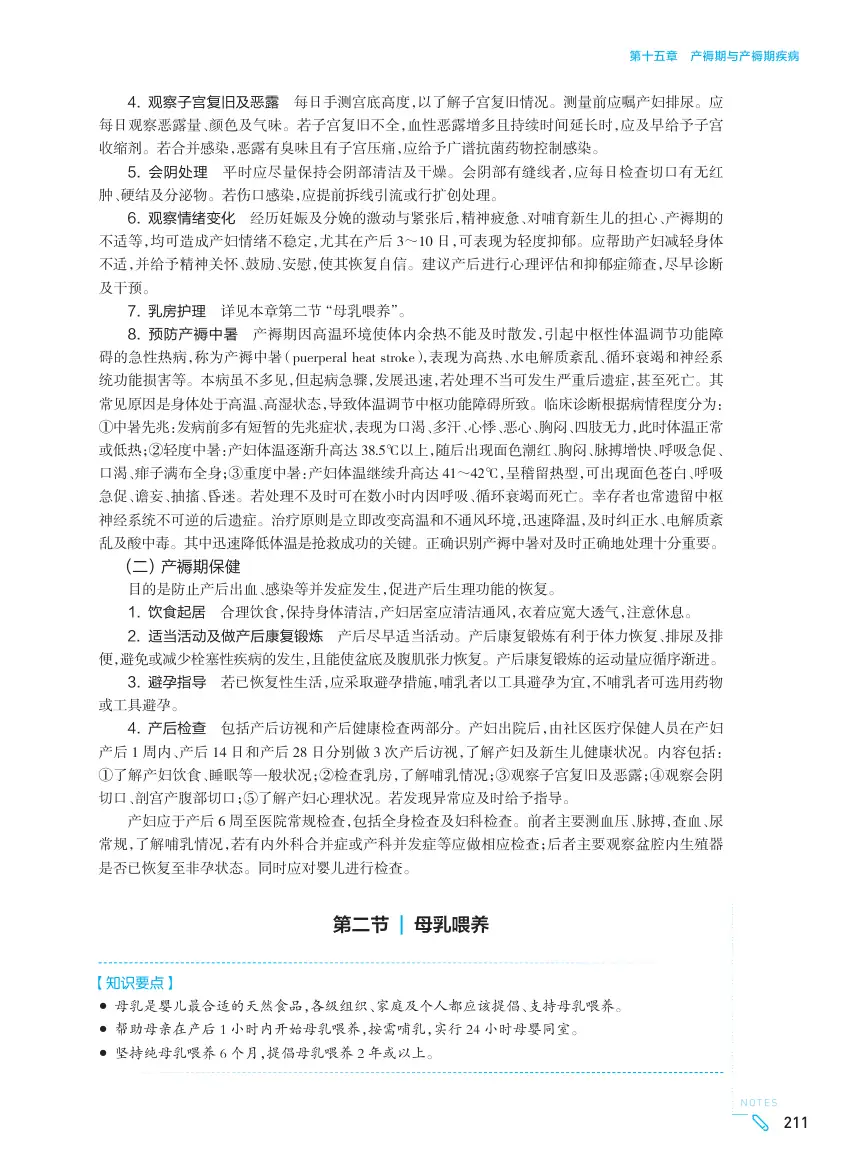 第十五章 产褥期与产褥期疾病
4. 观察子宫复旧及恶露 每日手测宫底高度,以了解子宫复旧情况。测量前应嘱产妇排尿。应
每日观察恶露量、颜色及气味。若子宫复旧不全,血性恶露增多且持续时间延长时,应及早给予子宫
收缩剂。若合并感染,恶露有臭味且有子宫压痛,应给予广谱抗菌药物控制感染。
5. 会阴处理 平时应尽量保持会阴部清洁及干燥。会阴部有缝线者,应每日检查切口有无红
肿、硬结及分泌物。若伤口感染,应提前拆线引流或行扩创处理。
6. 观察情绪变化 经历妊娠及分娩的激动与紧张后,精神疲惫、对哺育新生儿的担心、产褥期的
不适等,均可造成产妇情绪不稳定,尤其在产后 3～10 日,可表现为轻度抑郁。应帮助产妇减轻身体
不适,并给予精神关怀、鼓励、安慰,使其恢复自信。建议产后进行心理评估和抑郁症筛查,尽早诊断
及干预。
7. 乳房护理 详见本章第二节“母乳喂养”。
8. 预防产褥中暑 产褥期因高温环境使体内余热不能及时散发,引起中枢性体温调节功能障
碍的急性热病,称为产褥中暑(puerperal heat stroke),表现为高热、水电解质紊乱、循环衰竭和神经系
统功能损害等。本病虽不多见,但起病急骤,发展迅速,若处理不当可发生严重后遗症,甚至死亡。其
常见原因是身体处于高温、高湿状态,导致体温调节中枢功能障碍所致。临床诊断根据病情程度分为:
①中暑先兆:发病前多有短暂的先兆症状,表现为口渴、多汗、心悸、恶心、胸闷、四肢无力,此时体温正常
或低热;②轻度中暑:产妇体温逐渐升高达 38.5℃以上,随后出现面色潮红、胸闷、脉搏增快、呼吸急促、
口渴、痱子满布全身;③重度中暑:产妇体温继续升高达 41～42℃,呈稽留热型,可出现面色苍白、呼吸
急促、谵妄、抽搐、昏迷。若处理不及时可在数小时内因呼吸、循环衰竭而死亡。幸存者也常遗留中枢
神经系统不可逆的后遗症。治疗原则是立即改变高温和不通风环境,迅速降温,及时纠正水、电解质紊
乱及酸中毒。其中迅速降低体温是抢救成功的关键。正确识别产褥中暑对及时正确地处理十分重要。
(二)产褥期保健
目的是防止产后出血、感染等并发症发生,促进产后生理功能的恢复。
1. 饮食起居 合理饮食,保持身体清洁,产妇居室应清洁通风,衣着应宽大透气,注意休息。
2. 适当活动及做产后康复锻炼 产后尽早适当活动。产后康复锻炼有利于体力恢复、排尿及排
便,避免或减少栓塞性疾病的发生,且能使盆底及腹肌张力恢复。产后康复锻炼的运动量应循序渐进。
3. 避孕指导 若已恢复性生活,应采取避孕措施,哺乳者以工具避孕为宜,不哺乳者可选用药物
或工具避孕。
4. 产后检查 包括产后访视和产后健康检查两部分。产妇出院后,由社区医疗保健人员在产妇
产后 1 周内、产后 14 日和产后 28 日分别做 3 次产后访视,了解产妇及新生儿健康状况。内容包括:
①了解产妇饮食、睡眠等一般状况;②检查乳房,了解哺乳情况;③观察子宫复旧及恶露;④观察会阴
切口、剖宫产腹部切口;⑤了解产妇心理状况。若发现异常应及时给予指导。
产妇应于产后 6 周至医院常规检查,包括全身检查及妇科检查。前者主要测血压、脉搏,查血、尿
常规,了解哺乳情况,若有内外科合并症或产科并发症等应做相应检查;后者主要观察盆腔内生殖器
是否已恢复至非孕状态。同时应对婴儿进行检查。
第二节 | 母乳喂养
【知识要点】
● 母乳是婴儿最合适的天然食品,各级组织、家庭及个人都应该提倡、支持母乳喂养。
● 帮助母亲在产后 1 小时内开始母乳喂养,按需哺乳,实行 24 小时母婴同室。
● 坚持纯母乳喂养 6 个月,提倡母乳喂养 2 年或以上。
NOTES
211